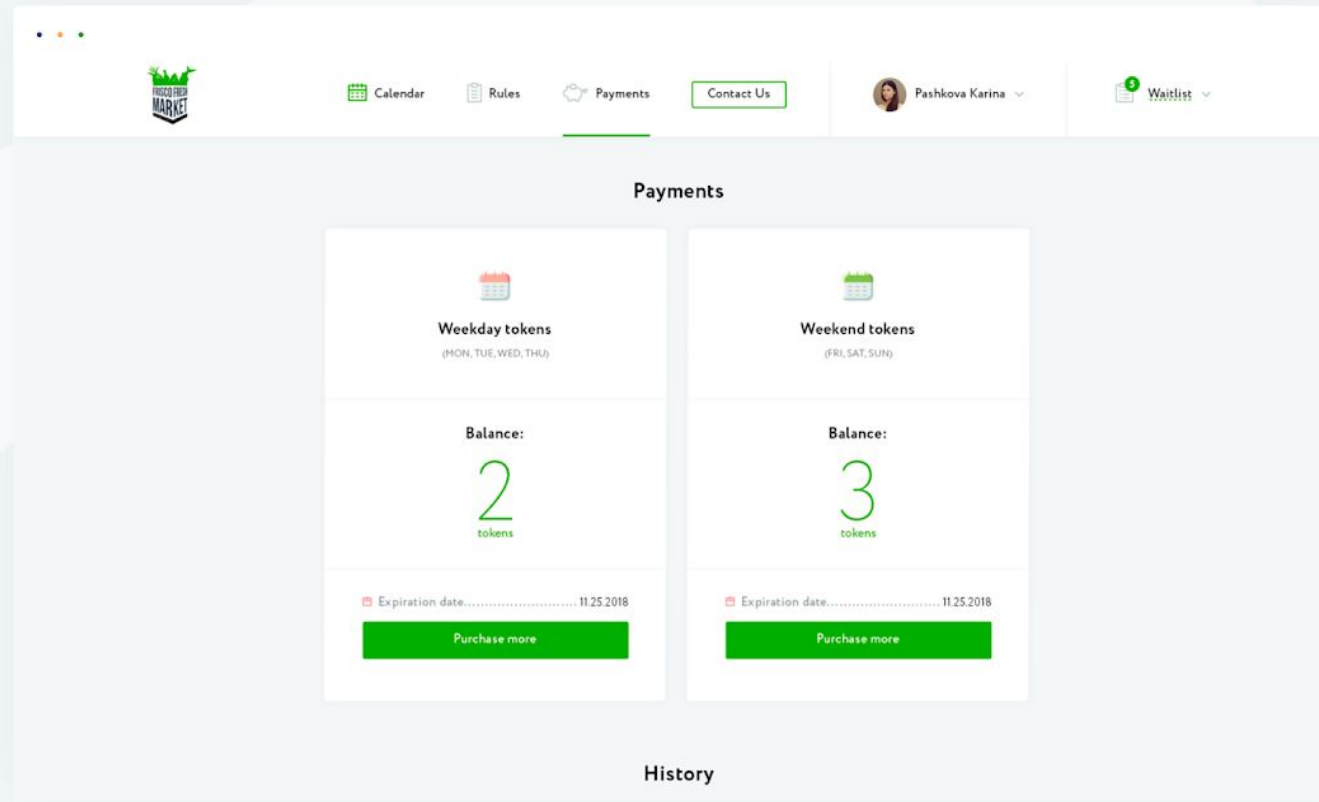 FRISCO FRESH
MARKET
Calendar
Rules
Payments
Contact Us
Pashkova Karina
5
Waitlist
Payments
Weekday tokens
(MON, TUE, WED, THU)
Weekend tokens
(FRI, SAT, SUN)
Balance:
2
tokens
Balance:
3
tokens
Expiration date........................... 11.25.2018
Purchase more
Expiration date........................... 11.25.2018
Purchase more
History